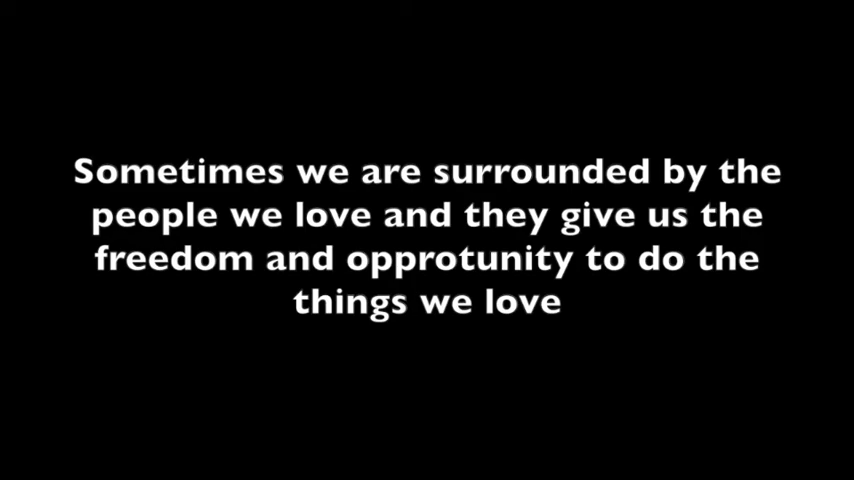 Sometimes we are surrounded by the
people we love and they give us the
freedom and opprotunity to do the
things we love